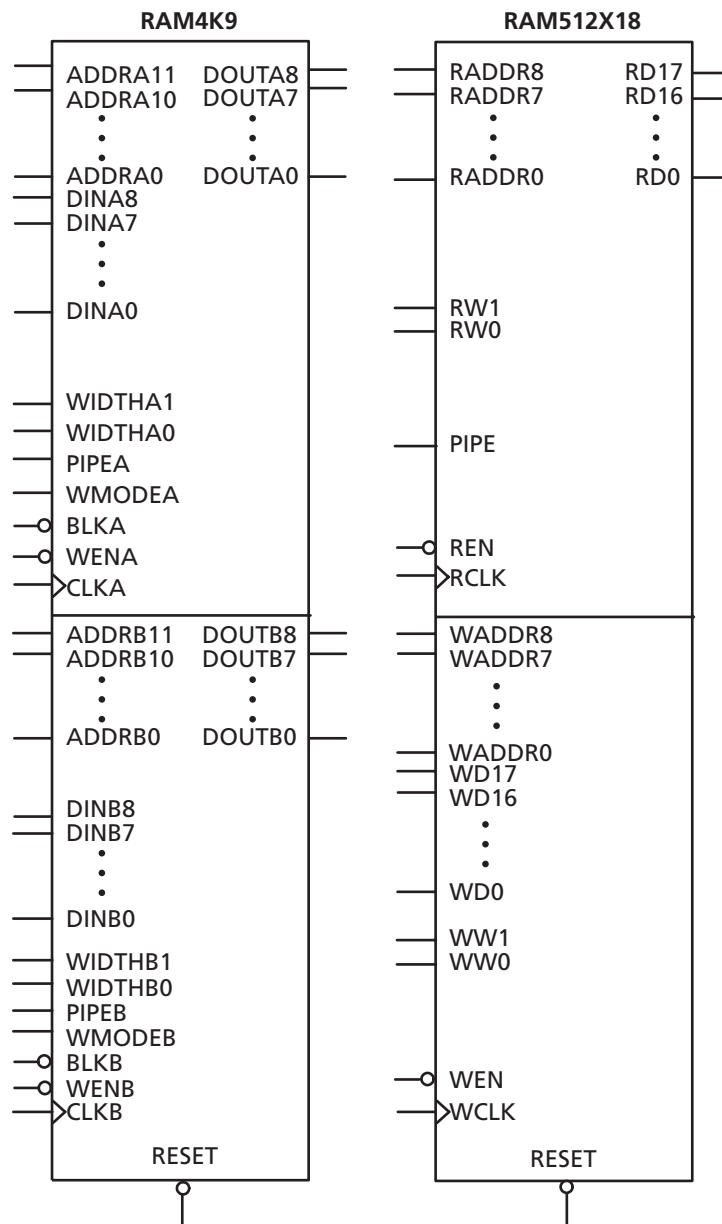 RAM4K9
ADDRA11 DOUTA8
ADDRA10 DOUTA7
ADDRA0 DOUTA0
DINA8
DINA7
DINA0
WIDTHA1
WIDTHA0
PIPEA
WMODEA
BLKA
WENA
CLKA
ADDRB11 DOUTB8
ADDRB10 DOUTB7
ADDRB0 DOUTB0
DINB8
DINB7
DINB0
WIDTHB1
WIDTHB0
PIPEB
WMODEB
BLKB
WENB
CLKB
RESET
RAM512X18
RADDR8 RD17
RADDR7 RD16
RADDR0 RD0
RW1
RW0
PIPE
REN
RCLK
WADDR8
WADDR7
WADDR0
WD17
WD16
WD0
WW1
WW0
WEN
WCLK
RESET